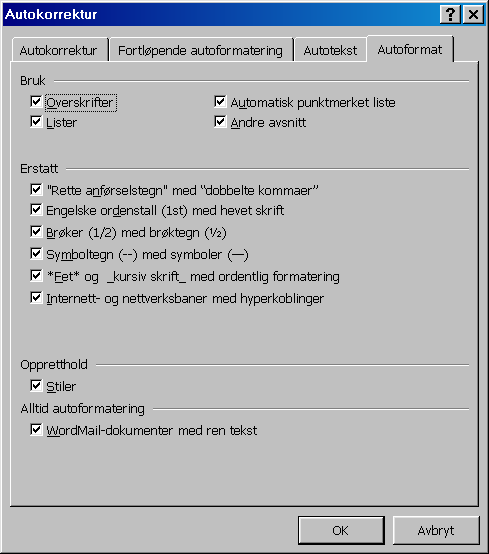 Autokorrektur
Autokorrektur Fortløpende autoformatering Autotekst Autoformat
Bruk
Overskrifter Automatisk punktmerket liste
Lister Andre avsnitt
Erstatt
"Rette anførselstegn" med “dobbelte kommaer”
Engelske ordenstall (1st) med hevet skrift
Brøker (1/2) med brøktegn (½)
Symboltegn (--) med symboler (—)
*Fet* og _kursiv skrift_ med ordentlig formatering
Internett- og nettverksbaner med hyperkoblinger
Oppretthold
Stiler
Alltid autoformatering
WordMail-dokumenter med ren tekst
OK Avbryt